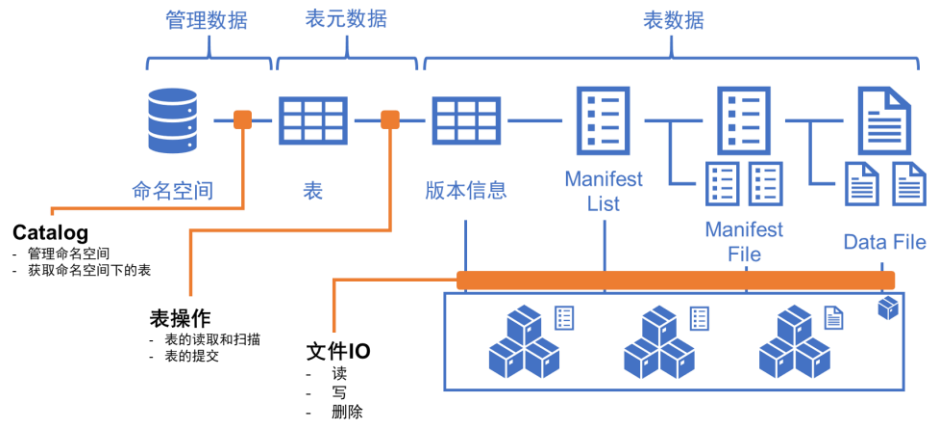 管理数据
表元数据
表数据
命名空间
表
版本信息
Manifest
List
Manifest
File
Data File
Catalog
- 管理命名空间
- 获取命名空间下的表
表操作
- 表的读取和扫描
- 表的提交
文件IO
- 读
- 写
- 删除